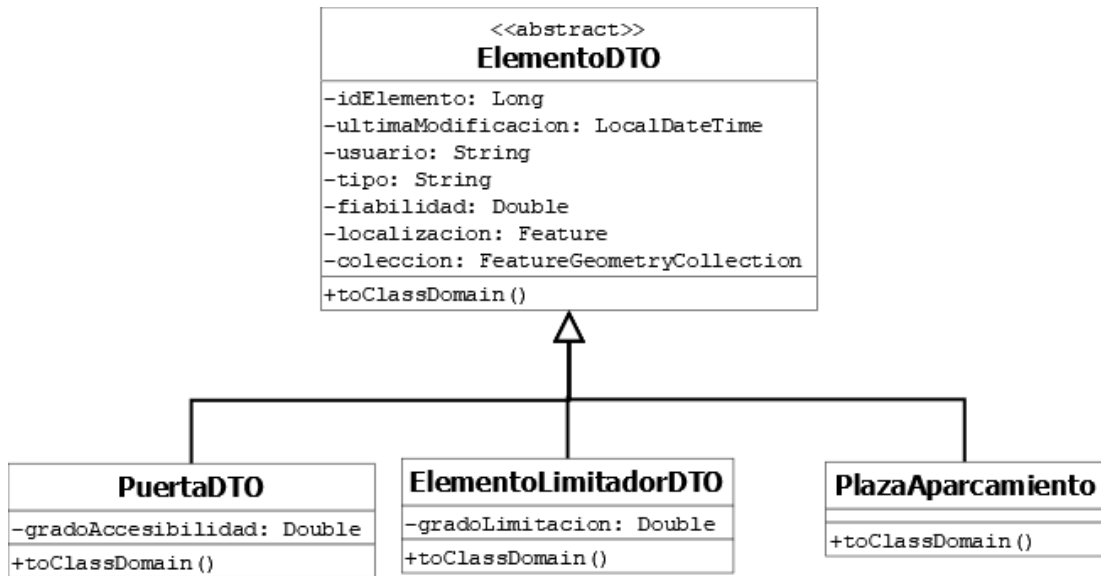 <<abstract>>
ElementoDTO
-idElemento: Long
-ultimaModificacion: LocalDateTime
-usuario: String
-tipo: String
-fiabilidad: Double
-localizacion: Feature
-coleccion: FeatureGeometryCollection
+toClassDomain()
PuertaDTO
-gradoAccesibilidad: Double
+toClassDomain()
ElementoLimitadorDTO
-gradoLimitacion: Double
+toClassDomain()
PlazaAparcamiento
+toClassDomain()